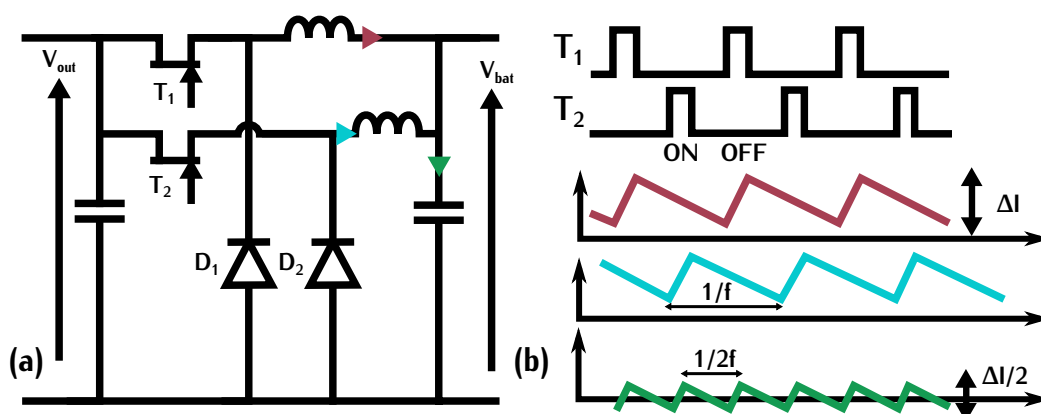 V_out
T_1
V_bat
T_2
D_1
D_2
(a)
T_1
T_2
ON OFF
ΔI
1/f
1/2f
ΔI/2
(b)